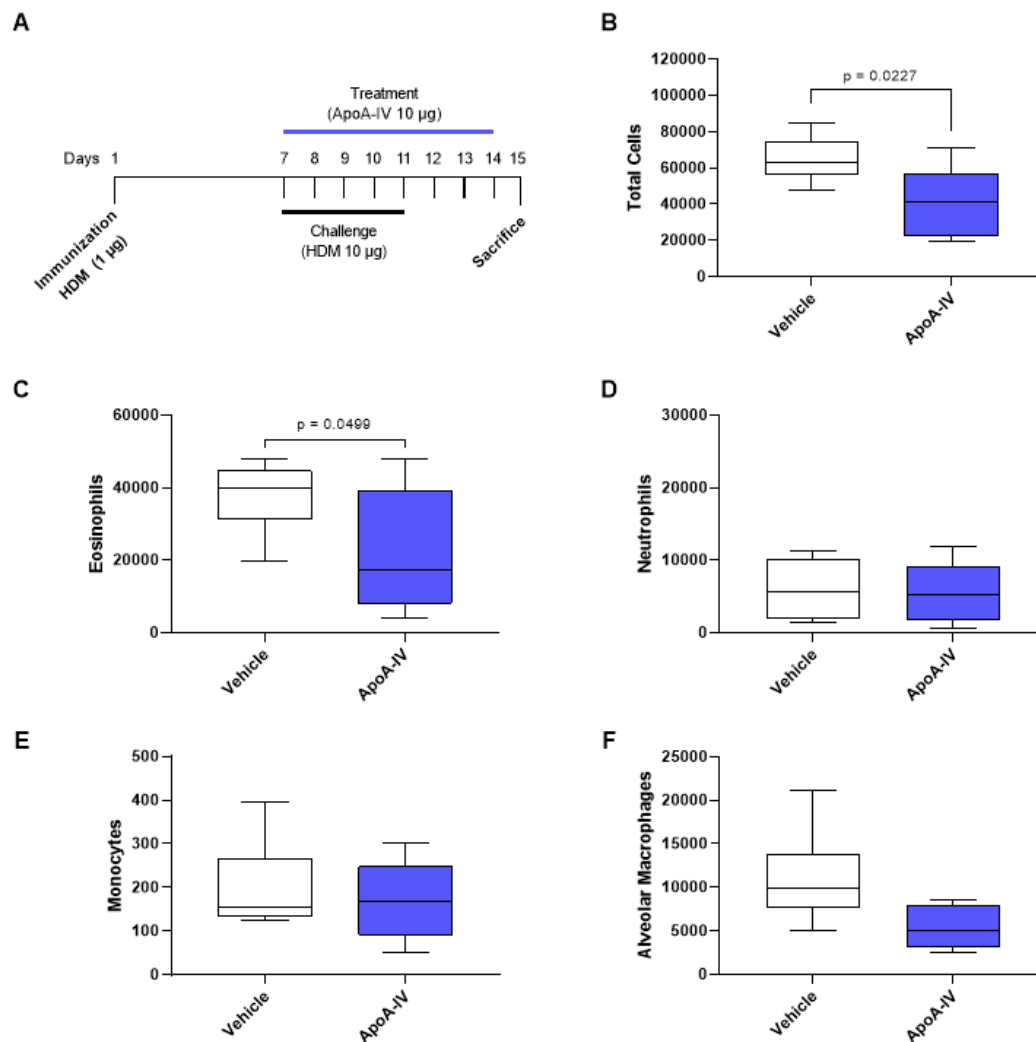 A
Treatment
(ApoA-IV 10 µg)
Days 1 7 8 9 10 11 12 13 14 15
Challenge
(HDM 10 µg)
Immunization
HDM (1 µg)
Sacrifice
B
p = 0.0227
Total Cells
120000
100000
80000
60000
40000
20000
0
Vehicle
ApoA-IV
C
p = 0.0499
Eosinophils
60000
40000
20000
0
Vehicle
ApoA-IV
D
Neutrophils
30000
20000
10000
0
Vehicle
ApoA-IV
E
Monocytes
500
400
300
200
100
0
Vehicle
ApoA-IV
F
Alveolar Macrophages
25000
20000
15000
10000
5000
0
Vehicle
ApoA-IV